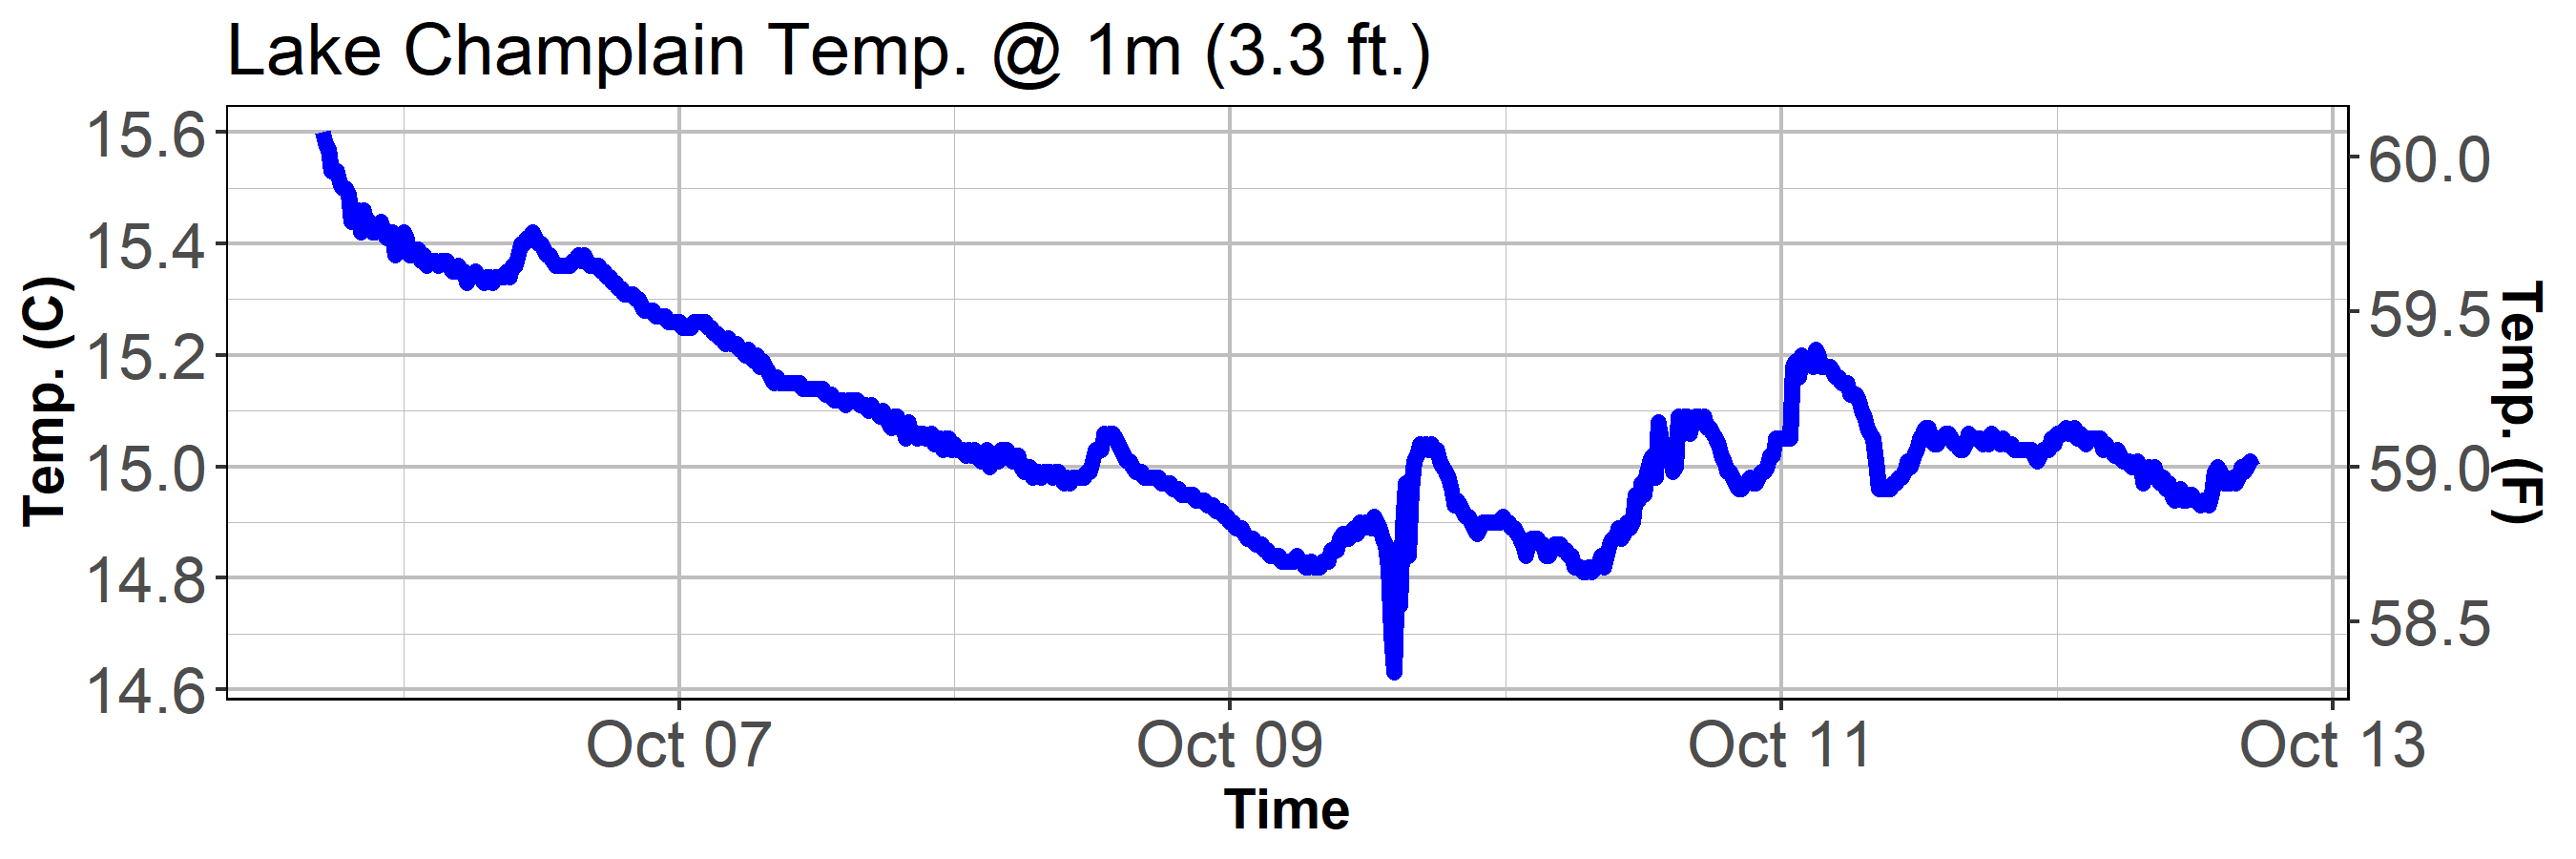 Lake Champlain Temp. @ 1m (3.3 ft.)
Temp. (C)
15.6
15.4
15.2
15.0
14.8
14.6
60.0
59.5
59.0
58.5
Temp. (F)
Oct 07 Oct 09 Oct 11 Oct 13
Time